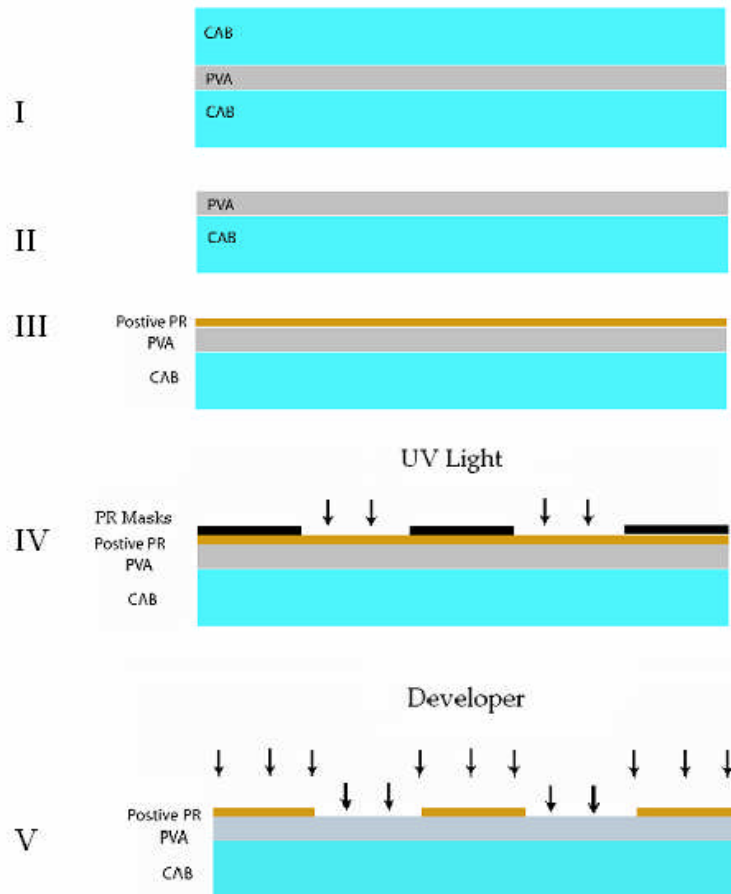 CAB
PVA
I
CAB
PVA
II
CAB
III
Postive PR
PVA
CAB
UV Light
PR Masks
IV
Postive PR
PVA
CAB
Developer
Postive PR
V
PVA
CAB